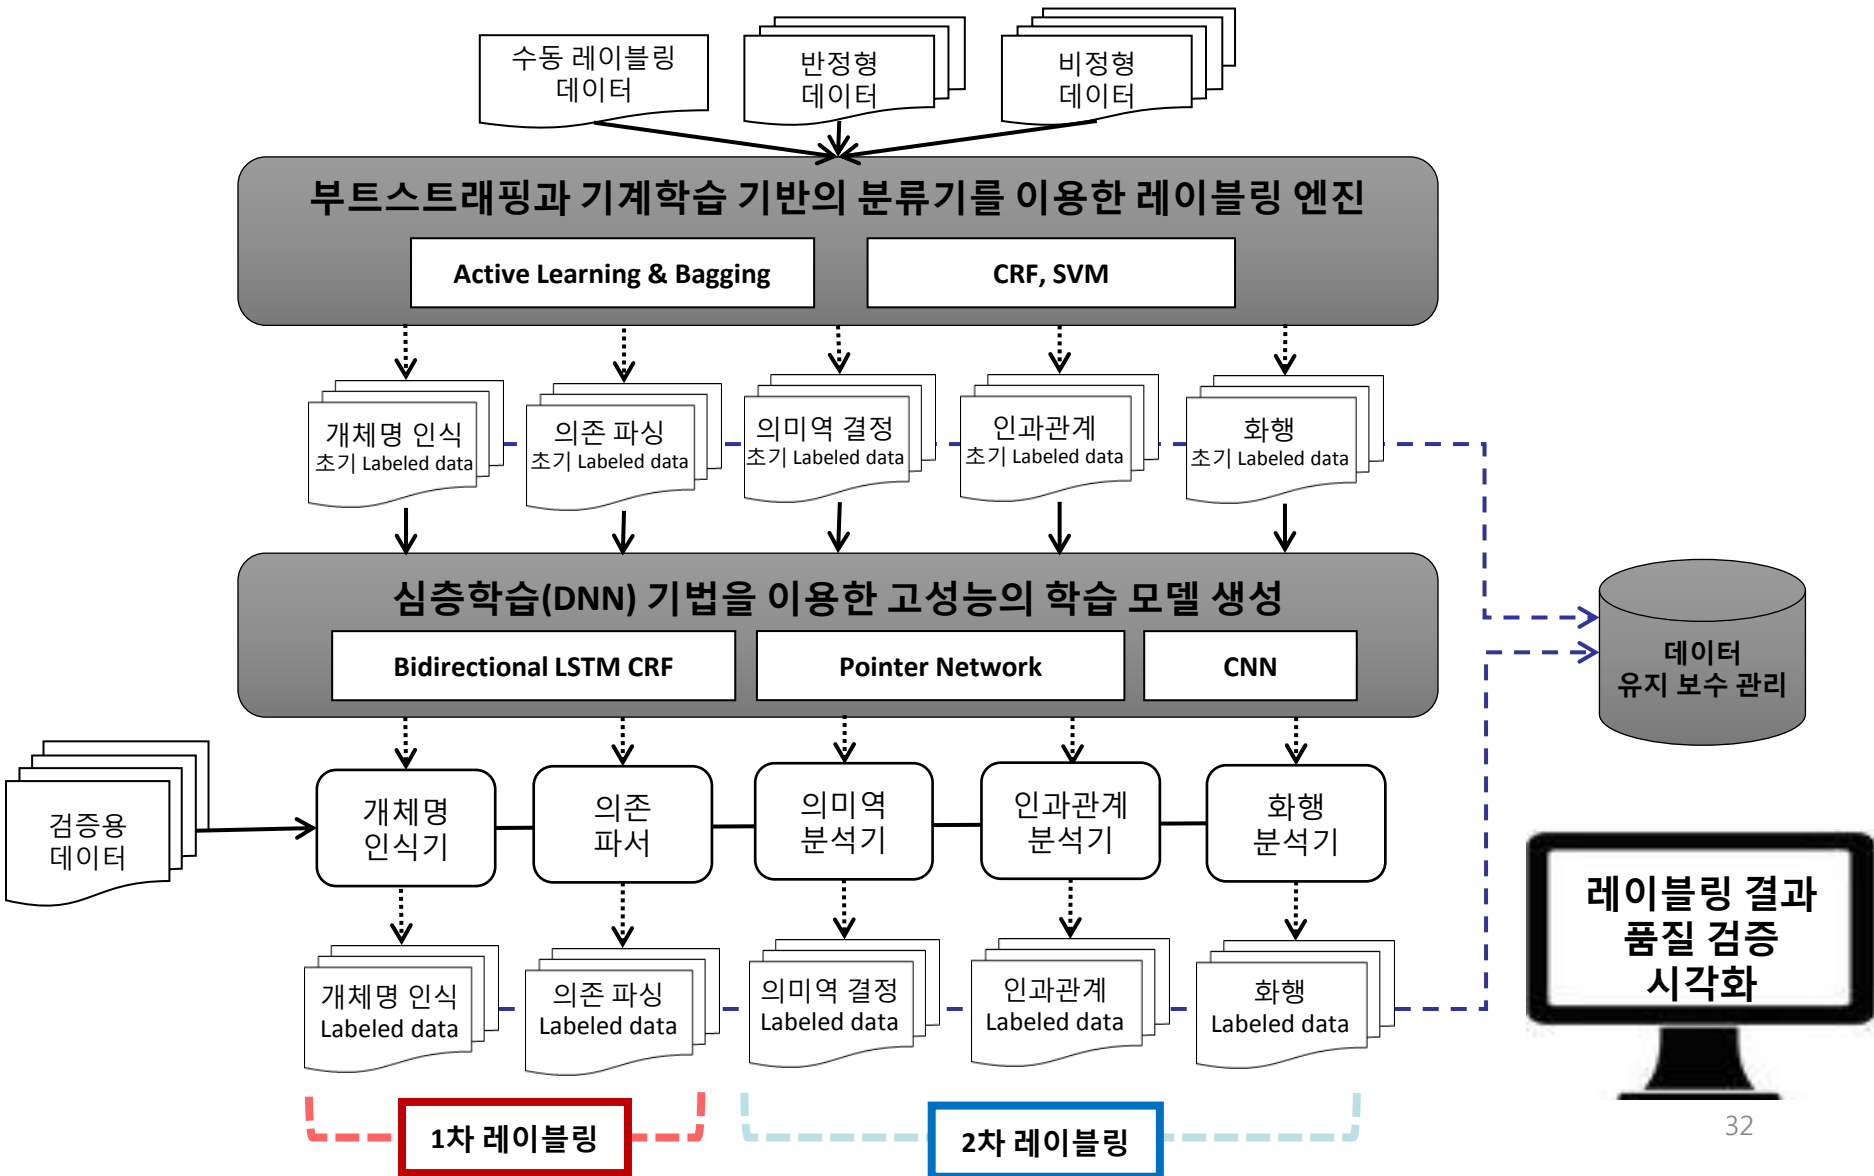 수동 레이블링
데이터
반정형
데이터
비정형
데이터
부트스트래핑과 기계학습 기반의 분류기를 이용한 레이블링 엔진
Active Learning & Bagging
CRF, SVM
개체명 인식
초기 Labeled data
의존 파싱
초기 Labeled data
의미역 결정
초기 Labeled data
인과관계
초기 Labeled data
화행
초기 Labeled data
심층학습(DNN) 기법을 이용한 고성능의 학습 모델 생성
Bidirectional LSTM CRF
Pointer Network
CNN
데이터
유지 보수 관리
검증용
데이터
개체명
인식기
의존
파서
의미역
분석기
인과관계
분석기
화행
분석기
레이블링 결과
품질 검증
시각화
개체명 인식
Labeled data
의존 파싱
Labeled data
의미역 결정
Labeled data
인과관계
Labeled data
화행
Labeled data
1차 레이블링
2차 레이블링
32